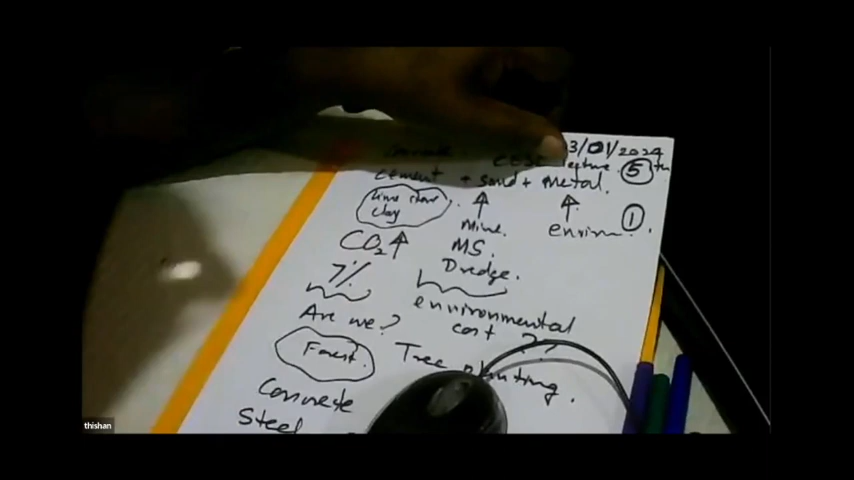 3/01/2024
lecture 5th
cement + sand + metal.
lime stone
clay
Mine.
environ
1
CO2
MS.
Dredge.
7%
environmental
cost ??
Are we?
Forest.
Tree planting.
Concrete
Steel
thishan